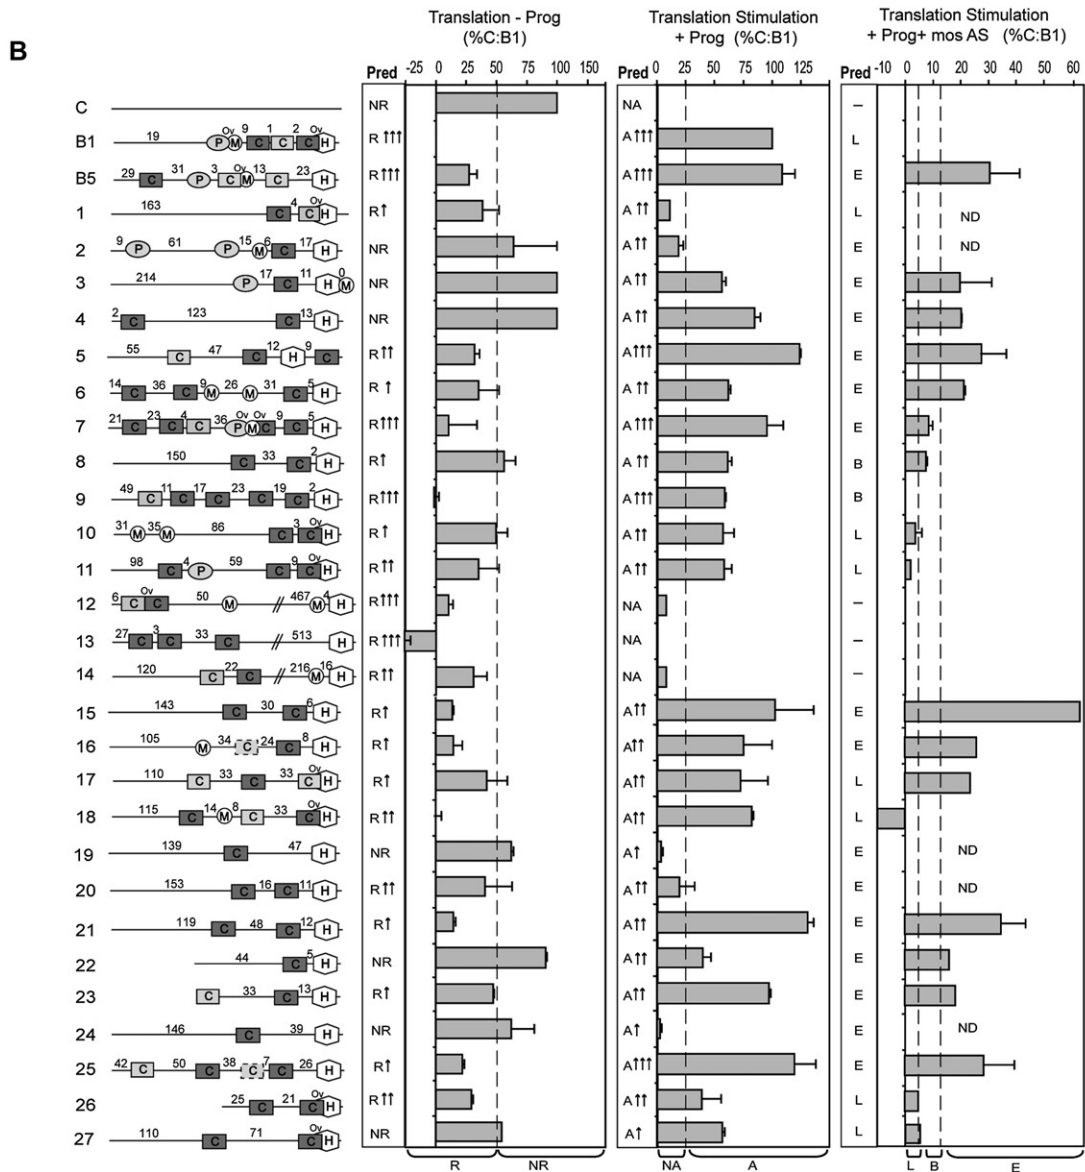 B
Translation - Prog
(%C:B1)
Translation Stimulation
+ Prog (%C:B1)
Translation Stimulation
+ Prog+ mos AS (%C:B1)
Pred -25 0 25 50 75 100 150
Pred 0 25 50 75 100 125
Pred -10 0 10 20 30 40 50 60
C NR NA –
B1 19 P Ov M 9 C 1 C 2 C Ov H R ↑↑↑ A↑↑↑ L
B5 29 C 31 P 3 C Ov M 13 C 23 H R↑↑↑ A↑↑↑ E
1 163 C 4 C Ov H R↑ A ↑↑ L ND
2 9 P 61 P 15 M 6 C 17 H NR A ↑↑ E ND
3 214 P 17 C 11 H 0 M NR A ↑↑ E
4 2 C 123 C 13 H NR A ↑↑ E
5 55 C 47 C 12 H 9 C R↑↑ A↑↑↑ E
6 14 C 36 C 9 M 26 M 31 C 5 H R ↑ A ↑↑ E
7 21 C 23 C 4 C 36 P Ov M Ov C 9 C 5 H R↑↑↑ A ↑↑↑ E
8 150 C 33 C 2 H R↑ A ↑↑ B
9 49 C 11 C 17 C 23 C 19 C 2 H R↑↑↑ A ↑↑↑ B
10 31 M 35 M 86 C 3 C Ov H R↑ A ↑↑ L
11 98 C 4 P 59 C 9 C Ov H R↑↑ A ↑↑ L
12 6 C Ov C 50 M // 467 M 4 H R↑↑↑ NA –
13 27 C 3 C 33 C // 513 H R↑↑↑ NA –
14 120 C 22 C // 216 M 16 H R↑↑ NA –
15 143 C 30 C 6 H R↑ A↑↑ E
16 105 M 34 C 24 C 8 H R↑ A↑↑ E
17 110 C 33 C 33 C Ov H R↑ A↑↑ L
18 115 C 14 M 8 C 33 C Ov H R↑↑ A↑↑ L
19 139 C 47 H NR A↑ E ND
20 153 C 16 C 11 H R↑↑ A↑↑ E ND
21 119 C 48 C 12 H R↑ A↑↑ E
22 44 C 5 H NR A↑↑ E
23 C 33 C 13 H R↑ A↑↑ E
24 146 C 39 H NR A↑ E ND
25 42 C 50 C 38 C 7 C 26 H R↑ A↑↑↑ E
26 25 C 21 C Ov H R↑↑ A↑↑ L
27 110 C 71 C Ov H NR A↑ L
R NR NA A L B E